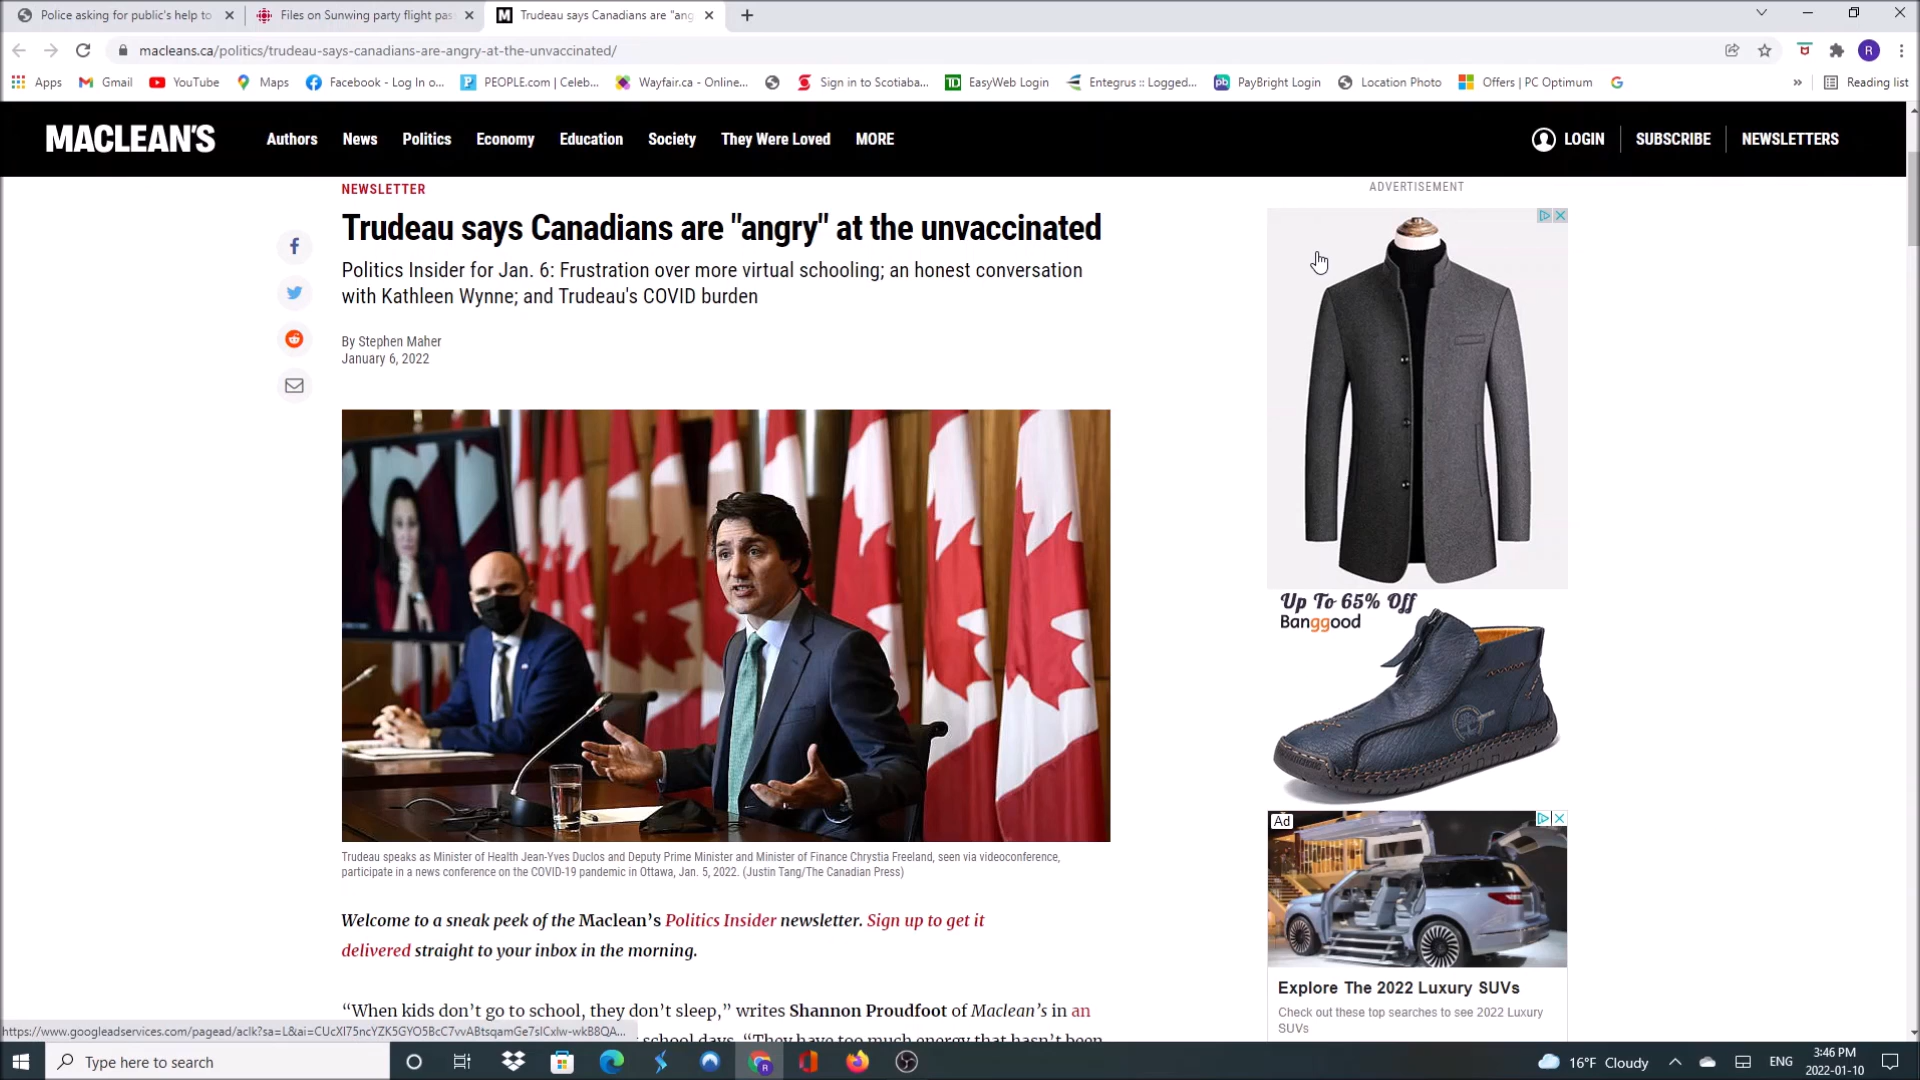 Police asking for public's help to
Files on Sunwing party flight pas
Trudeau says Canadians are "ang
macleans.ca/politics/trudeau-says-canadians-are-angry-at-the-unvaccinated/
R
Apps
Gmail
YouTube
Maps
Facebook - Log In o...
PEOPLE.com | Celeb...
Wayfair.ca - Online...
Sign in to Scotiaba...
EasyWeb Login
Entegrus :: Logged...
PayBright Login
Location Photo
Offers | PC Optimum
Reading list
MACLEAN'S
Authors
News
Politics
Economy
Education
Society
They Were Loved
MORE
LOGIN
SUBSCRIBE
NEWSLETTERS
NEWSLETTER
Trudeau says Canadians are "angry" at the unvaccinated
Politics Insider for Jan. 6: Frustration over more virtual schooling; an honest conversation
with Kathleen Wynne; and Trudeau's COVID burden
By Stephen Maher
January 6, 2022
Trudeau speaks as Minister of Health Jean-Yves Duclos and Deputy Prime Minister and Minister of Finance Chrystia Freeland, seen via videoconference,
participate in a news conference on the COVID-19 pandemic in Ottawa, Jan. 5, 2022. (Justin Tang/The Canadian Press)
Welcome to a sneak peek of the Maclean's Politics Insider newsletter. Sign up to get it
delivered straight to your inbox in the morning.
“When kids don’t go to school, they don’t sleep,” writes Shannon Proudfoot of Maclean’s in an
school days. “They have too much energy that hasn’t been
ADVERTISEMENT
Up To 65% Off
Banggood
Ad
Explore The 2022 Luxury SUVs
Check out these top searches to see 2022 Luxury
SUVs
Type here to search
16°F Cloudy
ENG
3:46 PM
2022-01-10